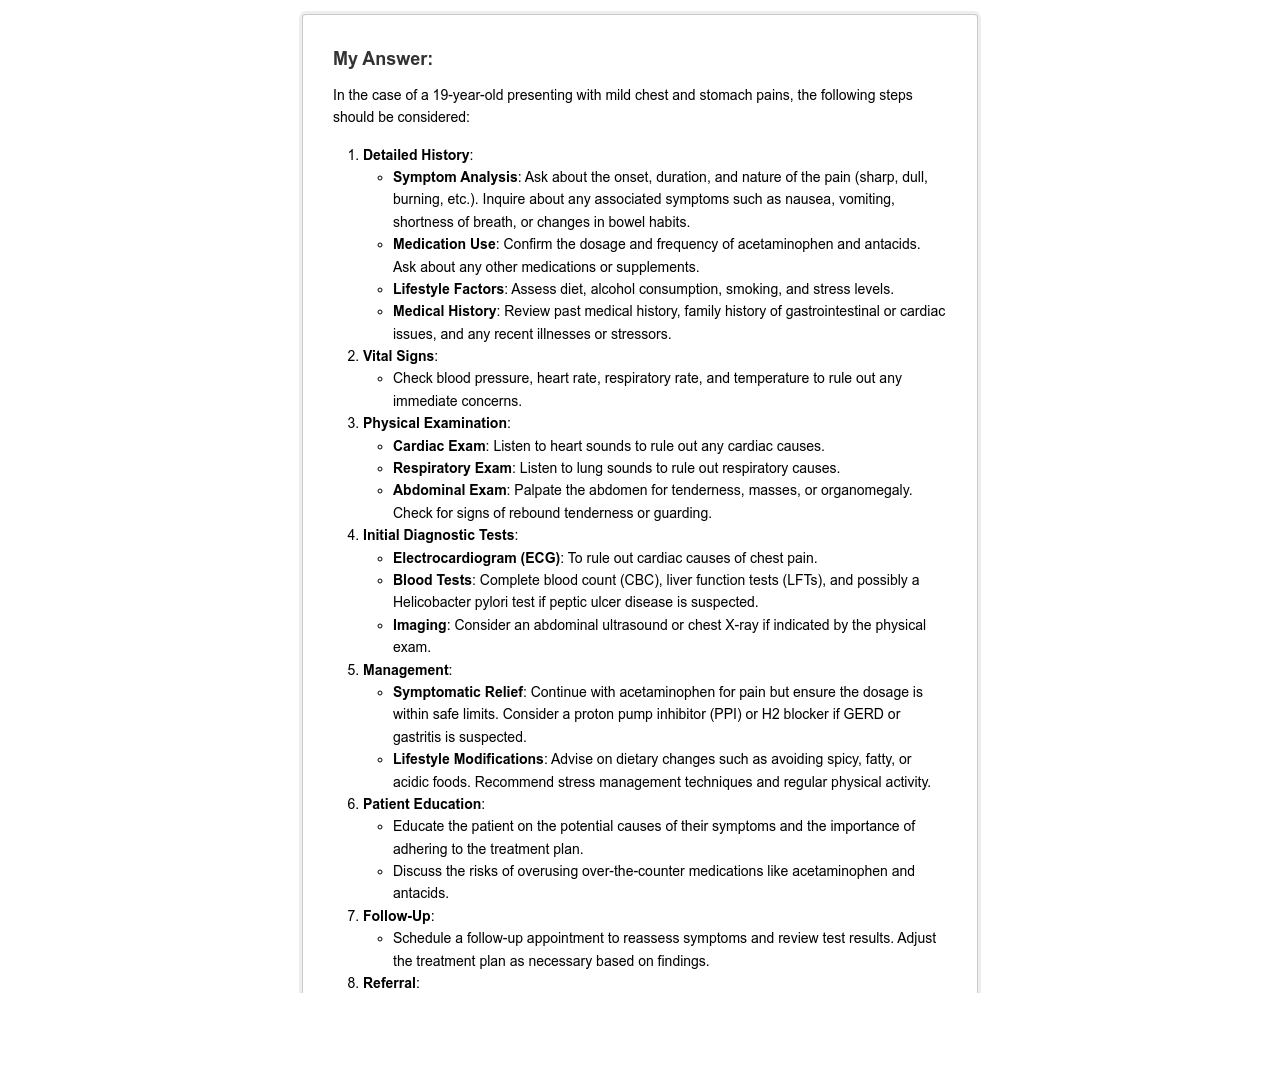 My Answer:
In the case of a 19-year-old presenting with mild chest and stomach pains, the following steps
should be considered:
1. Detailed History:
◦ Symptom Analysis: Ask about the onset, duration, and nature of the pain (sharp, dull,
burning, etc.). Inquire about any associated symptoms such as nausea, vomiting,
shortness of breath, or changes in bowel habits.
◦ Medication Use: Confirm the dosage and frequency of acetaminophen and antacids.
Ask about any other medications or supplements.
◦ Lifestyle Factors: Assess diet, alcohol consumption, smoking, and stress levels.
◦ Medical History: Review past medical history, family history of gastrointestinal or cardiac
issues, and any recent illnesses or stressors.
2. Vital Signs:
◦ Check blood pressure, heart rate, respiratory rate, and temperature to rule out any
immediate concerns.
3. Physical Examination:
◦ Cardiac Exam: Listen to heart sounds to rule out any cardiac causes.
◦ Respiratory Exam: Listen to lung sounds to rule out respiratory causes.
◦ Abdominal Exam: Palpate the abdomen for tenderness, masses, or organomegaly.
Check for signs of rebound tenderness or guarding.
4. Initial Diagnostic Tests:
◦ Electrocardiogram (ECG): To rule out cardiac causes of chest pain.
◦ Blood Tests: Complete blood count (CBC), liver function tests (LFTs), and possibly a
Helicobacter pylori test if peptic ulcer disease is suspected.
◦ Imaging: Consider an abdominal ultrasound or chest X-ray if indicated by the physical
exam.
5. Management:
◦ Symptomatic Relief: Continue with acetaminophen for pain but ensure the dosage is
within safe limits. Consider a proton pump inhibitor (PPI) or H2 blocker if GERD or
gastritis is suspected.
◦ Lifestyle Modifications: Advise on dietary changes such as avoiding spicy, fatty, or
acidic foods. Recommend stress management techniques and regular physical activity.
6. Patient Education:
◦ Educate the patient on the potential causes of their symptoms and the importance of
adhering to the treatment plan.
◦ Discuss the risks of overusing over-the-counter medications like acetaminophen and
antacids.
7. Follow-Up:
◦ Schedule a follow-up appointment to reassess symptoms and review test results. Adjust
the treatment plan as necessary based on findings.
8. Referral: